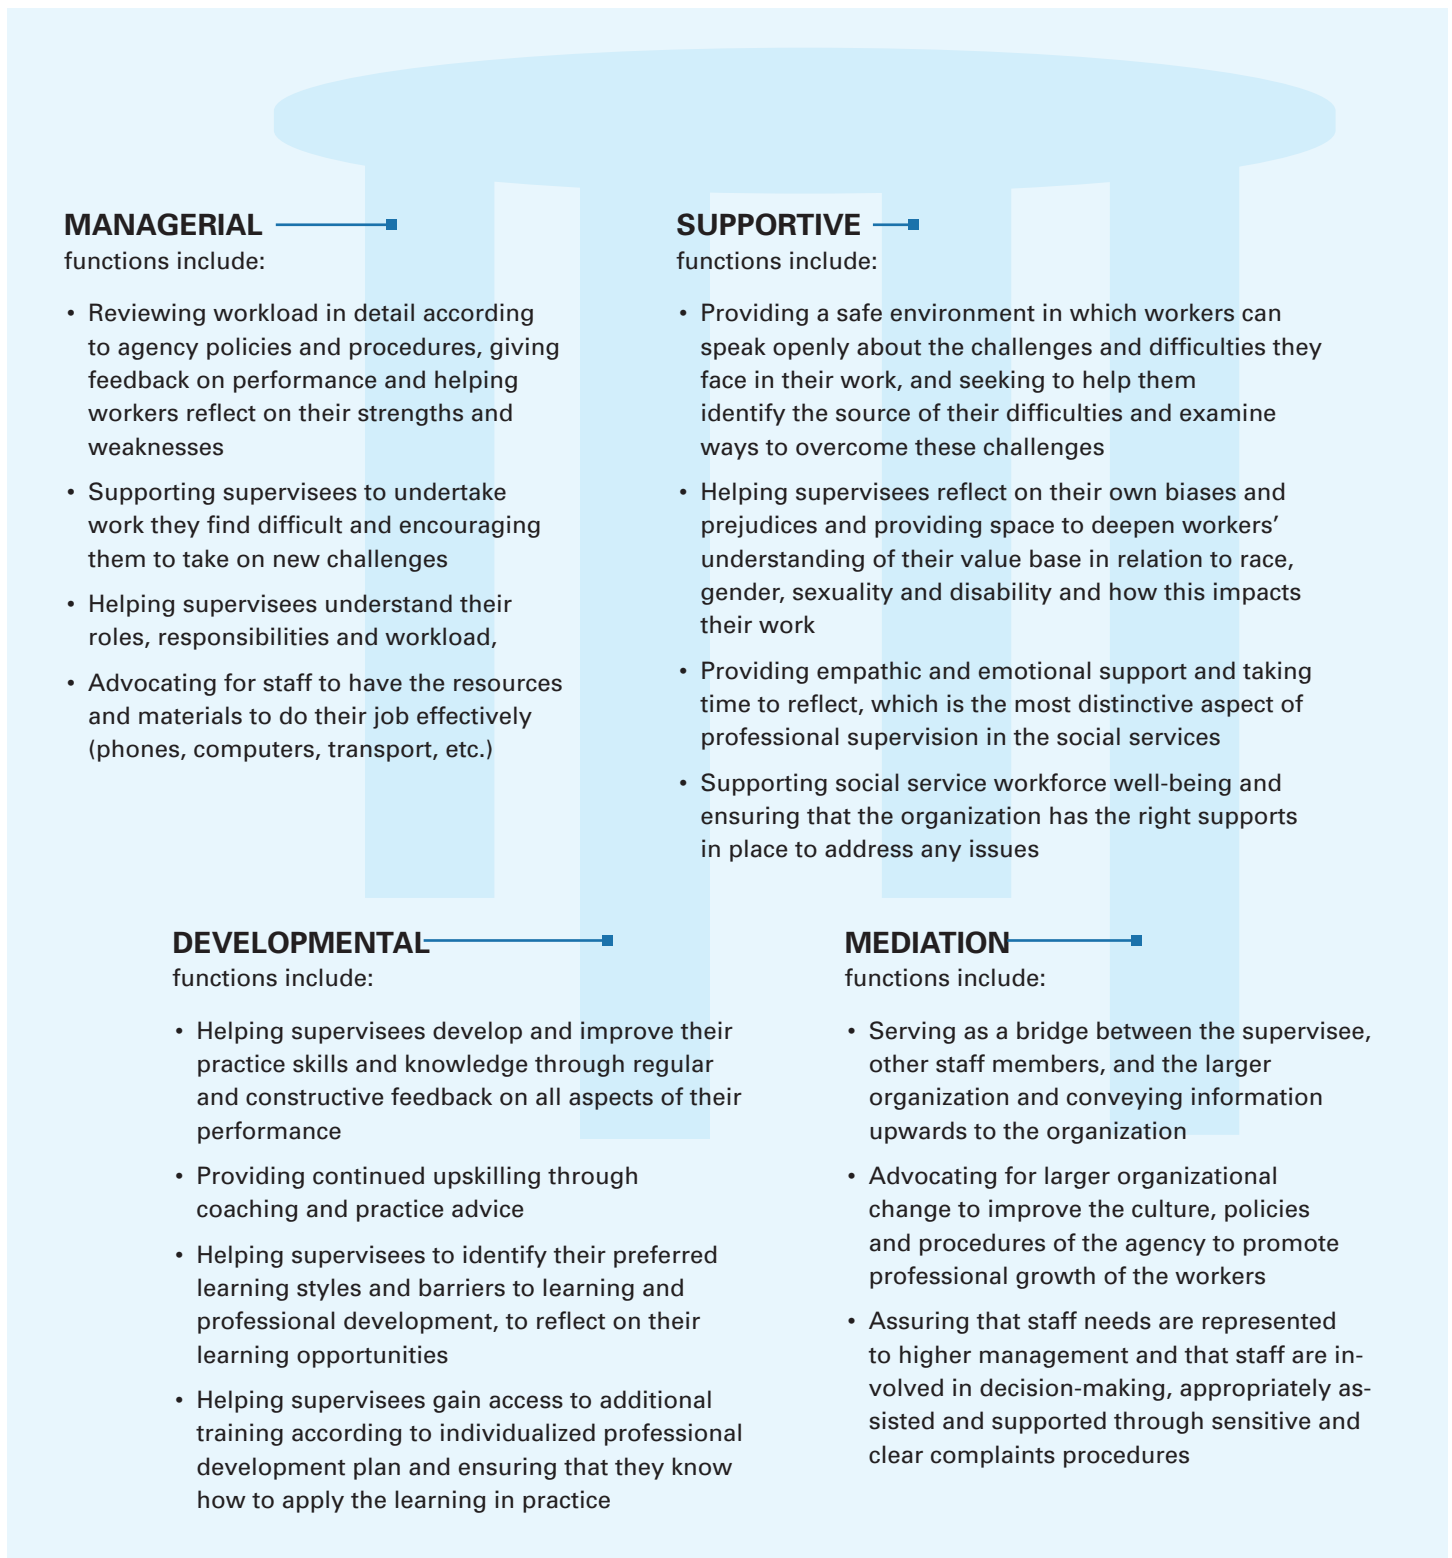 MANAGERIAL
functions include:
• Reviewing workload in detail according
to agency policies and procedures, giving
feedback on performance and helping
workers reflect on their strengths and
weaknesses
• Supporting supervisees to undertake
work they find difficult and encouraging
them to take on new challenges
• Helping supervisees understand their
roles, responsibilities and workload,
• Advocating for staff to have the resources
and materials to do their job effectively
(phones, computers, transport, etc.)
SUPPORTIVE
functions include:
• Providing a safe environment in which workers can
speak openly about the challenges and difficulties they
face in their work, and seeking to help them
identify the source of their difficulties and examine
ways to overcome these challenges
• Helping supervisees reflect on their own biases and
prejudices and providing space to deepen workers’
understanding of their value base in relation to race,
gender, sexuality and disability and how this impacts
their work
• Providing empathic and emotional support and taking
time to reflect, which is the most distinctive aspect of
professional supervision in the social services
• Supporting social service workforce well-being and
ensuring that the organization has the right supports
in place to address any issues
DEVELOPMENTAL
functions include:
• Helping supervisees develop and improve their
practice skills and knowledge through regular
and constructive feedback on all aspects of their
performance
• Providing continued upskilling through
coaching and practice advice
• Helping supervisees to identify their preferred
learning styles and barriers to learning and
professional development, to reflect on their
learning opportunities
• Helping supervisees gain access to additional
training according to individualized professional
development plan and ensuring that they know
how to apply the learning in practice
MEDIATION
functions include:
• Serving as a bridge between the supervisee,
other staff members, and the larger
organization and conveying information
upwards to the organization
• Advocating for larger organizational
change to improve the culture, policies
and procedures of the agency to promote
professional growth of the workers
• Assuring that staff needs are represented
to higher management and that staff are in-
volved in decision-making, appropriately as-
sisted and supported through sensitive and
clear complaints procedures